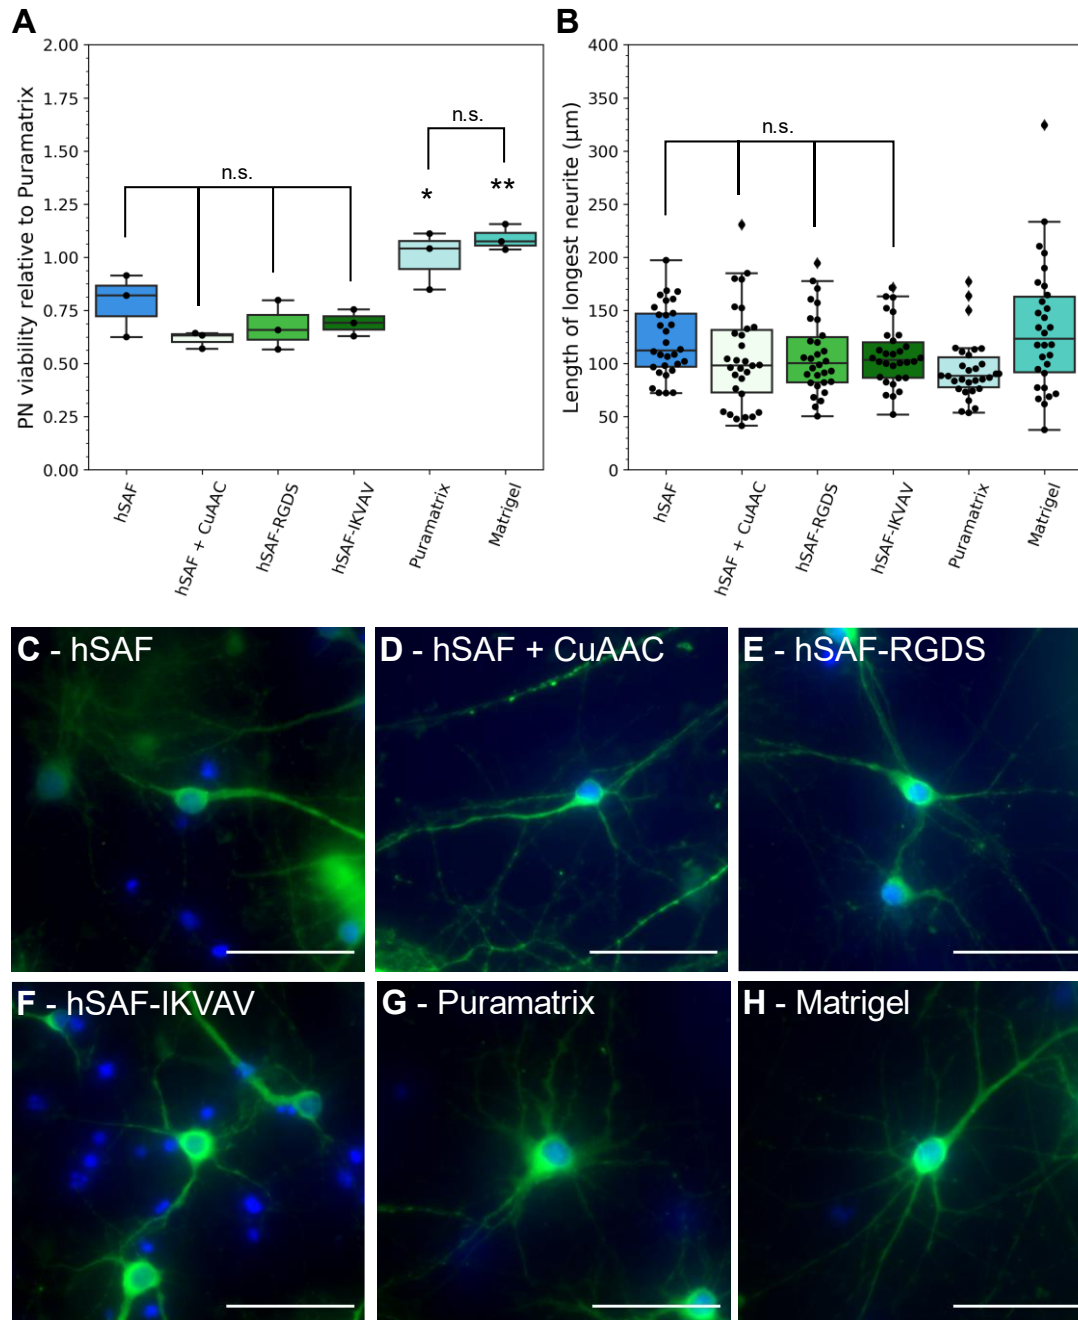 A
B
2.00
1.75
1.50
1.25
1.00
0.75
0.50
0.25
0.00
PN viability relative to Puramatrix
n.s.
n.s.
*
**
hSAF
hSAF + CuAAC
hSAF-RGDS
hSAF-IKVAV
Puramatrix
Matrigel
400
350
300
250
200
150
100
50
0
Length of longest neurite (μm)
n.s.
hSAF
hSAF + CuAAC
hSAF-RGDS
hSAF-IKVAV
Puramatrix
Matrigel
C - hSAF
D - hSAF + CuAAC
E - hSAF-RGDS
F - hSAF-IKVAV
G - Puramatrix
H - Matrigel